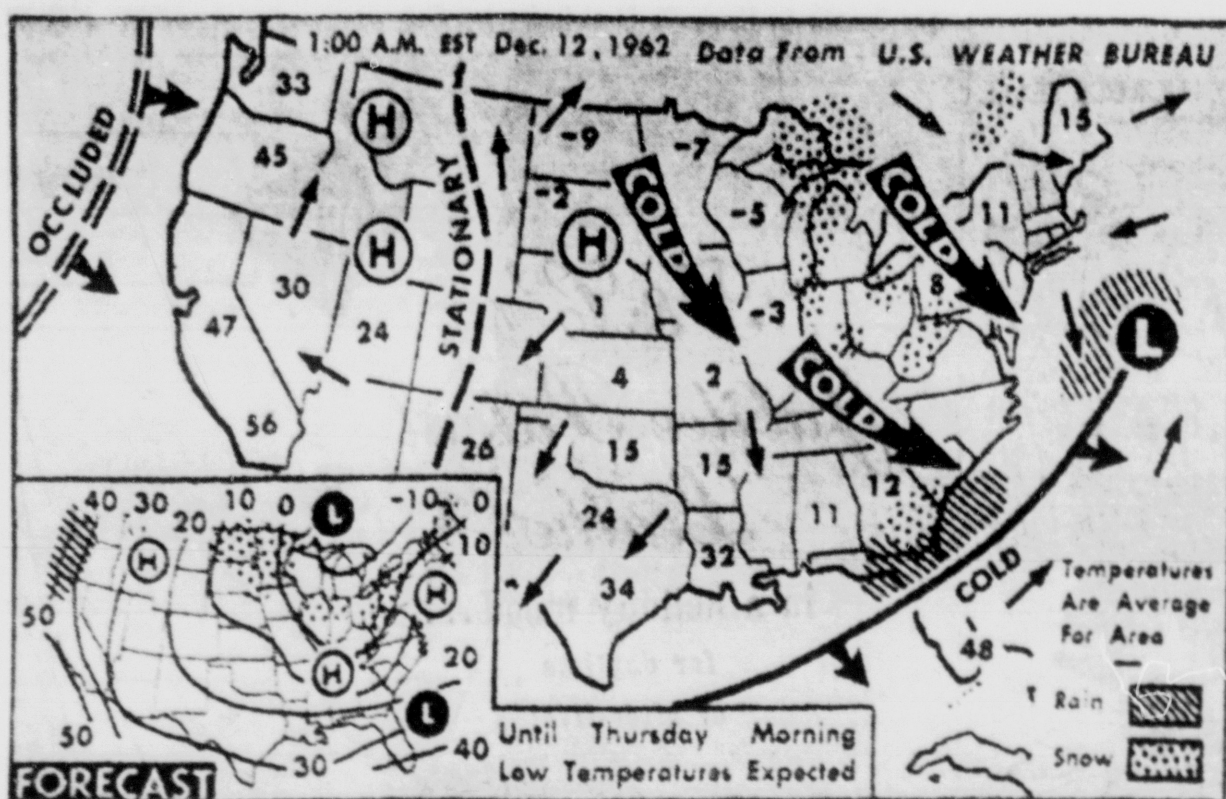 1:00 A.M. EST Dec. 12, 1962 Data From U.S. WEATHER BUREAU
OCCLUDED
33
H
-9
-7
15
45
STATIONARY
-2
COLD
-5
COLD
11
H
H
30
8
47
24
1
-3
L
4
2
COLD
56
26
15
15
12
24
11
32
34
COLD
48
Temperatures
Are Average
For Area
Rain
Snow
40 30 20 10 0 L -10 0
10
H
H
50
20
H
L
50
30
40
FORECAST
Until Thursday Morning
Low Temperatures Expected